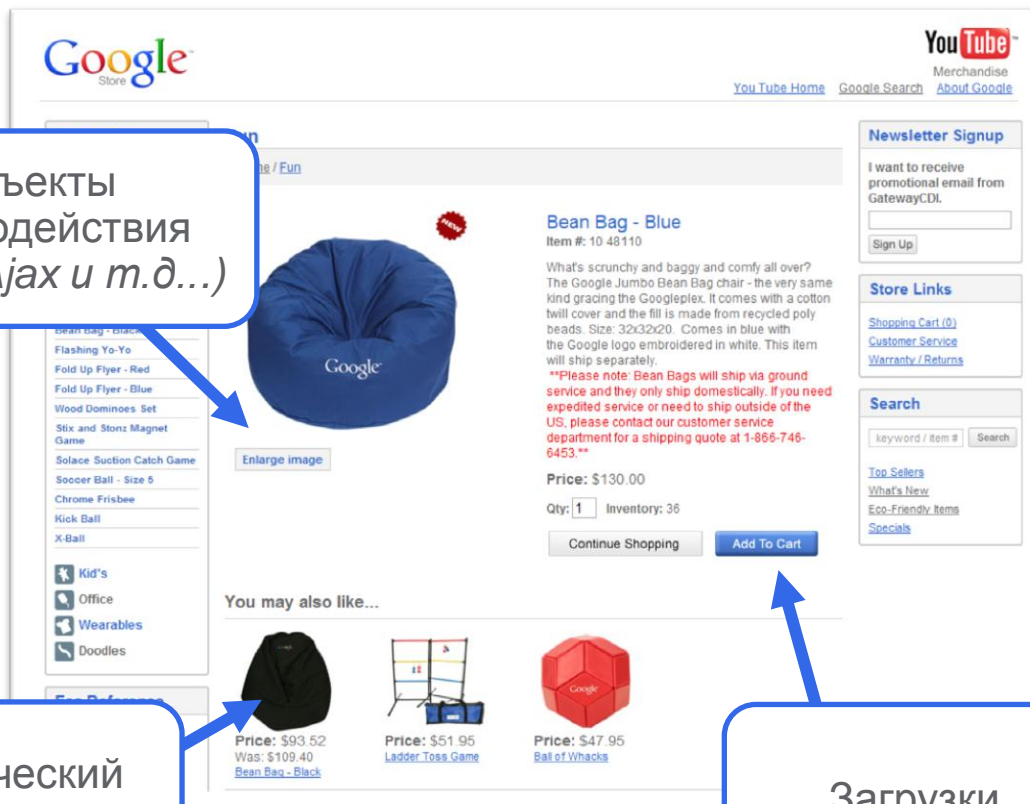 Google
Store
You Tube
Merchandise
You Tube Home Google Search About Google
Fun
Newsletter Signup
I want to receive
promotional email from
GatewayCDI.
Sign Up
Store Links
Shopping Cart (0)
Customer Service
Warranty / Returns
Search
keyword / item # Search
Top Sellers
What's New
Eco-Friendly Items
Specials
NEW
Google
Enlarge image
Bean Bag - Blue
Item #: 10 48110
What's scrunchy and baggy and comfy all over?
The Google Jumbo Bean Bag chair - the very same
kind gracing the Googleplex. It comes with a cotton
twill cover and the fill is made from recycled poly
beads. Size: 32x32x20. Comes in blue with
the Google logo embroidered in white. This item
will ship separately.
**Please note: Bean Bags will ship via ground
service and they only ship domestically. If you need
expedited service or need to ship outside of the
US, please contact our customer service
department for a shipping quote at 1-866-746-
6453.**
Price: $130.00
Qty: 1 Inventory: 36
Continue Shopping Add To Cart
ъекты
одействия
jax и т.д...)
Bean Bag - Black
Flashing Yo-Yo
Fold Up Flyer - Red
Fold Up Flyer - Blue
Wood Dominoes Set
Stix and Stonz Magnet
Game
Solace Suction Catch Game
Soccer Ball - Size 5
Chrome Frisbee
Kick Ball
X-Ball
Kid's
Office
Wearables
Doodles
You may also like...
Google
Price: $93.52
Was: $109.40
Bean Bag - Black
Price: $51.95
Ladder Toss Game
Price: $47.95
Ball of Whacks
ческий
Загрузки